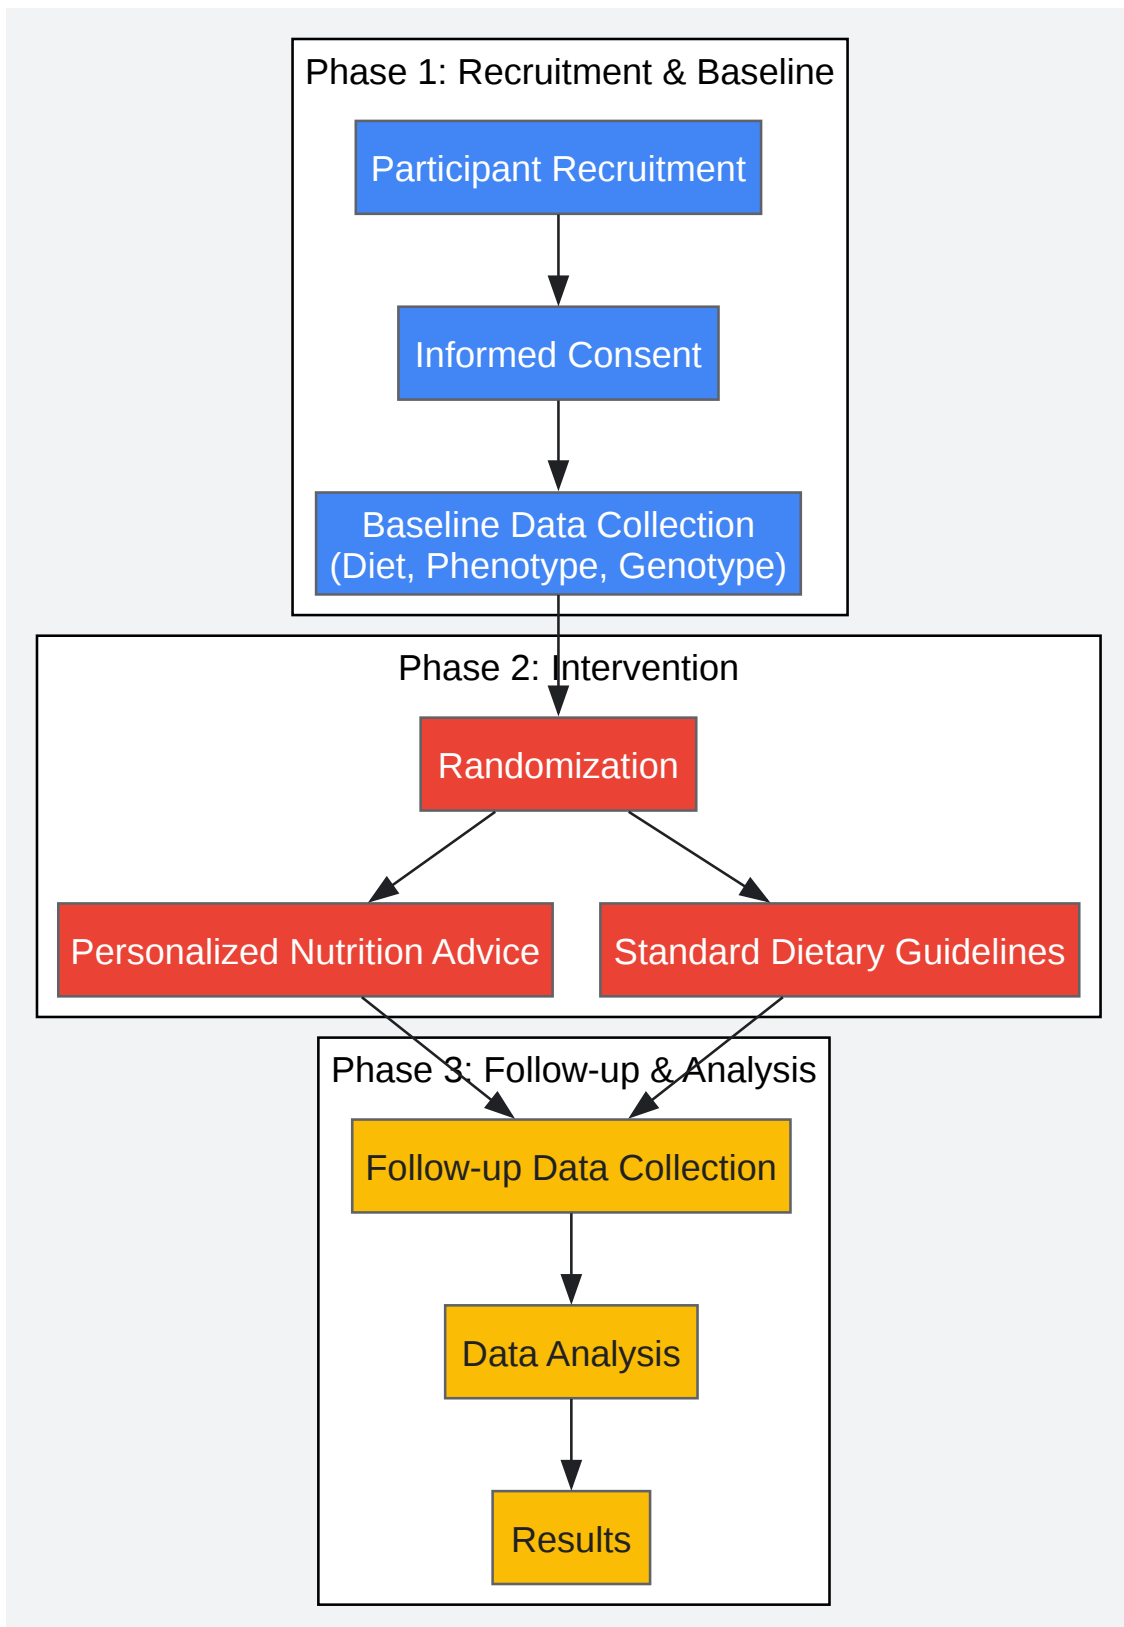 Phase 1: Recruitment & Baseline
Participant Recruitment
Informed Consent
Baseline Data Collection
(Diet, Phenotype, Genotype)
Phase 2: Intervention
Randomization
Personalized Nutrition Advice
Standard Dietary Guidelines
Phase 3: Follow-up & Analysis
Follow-up Data Collection
Data Analysis
Results